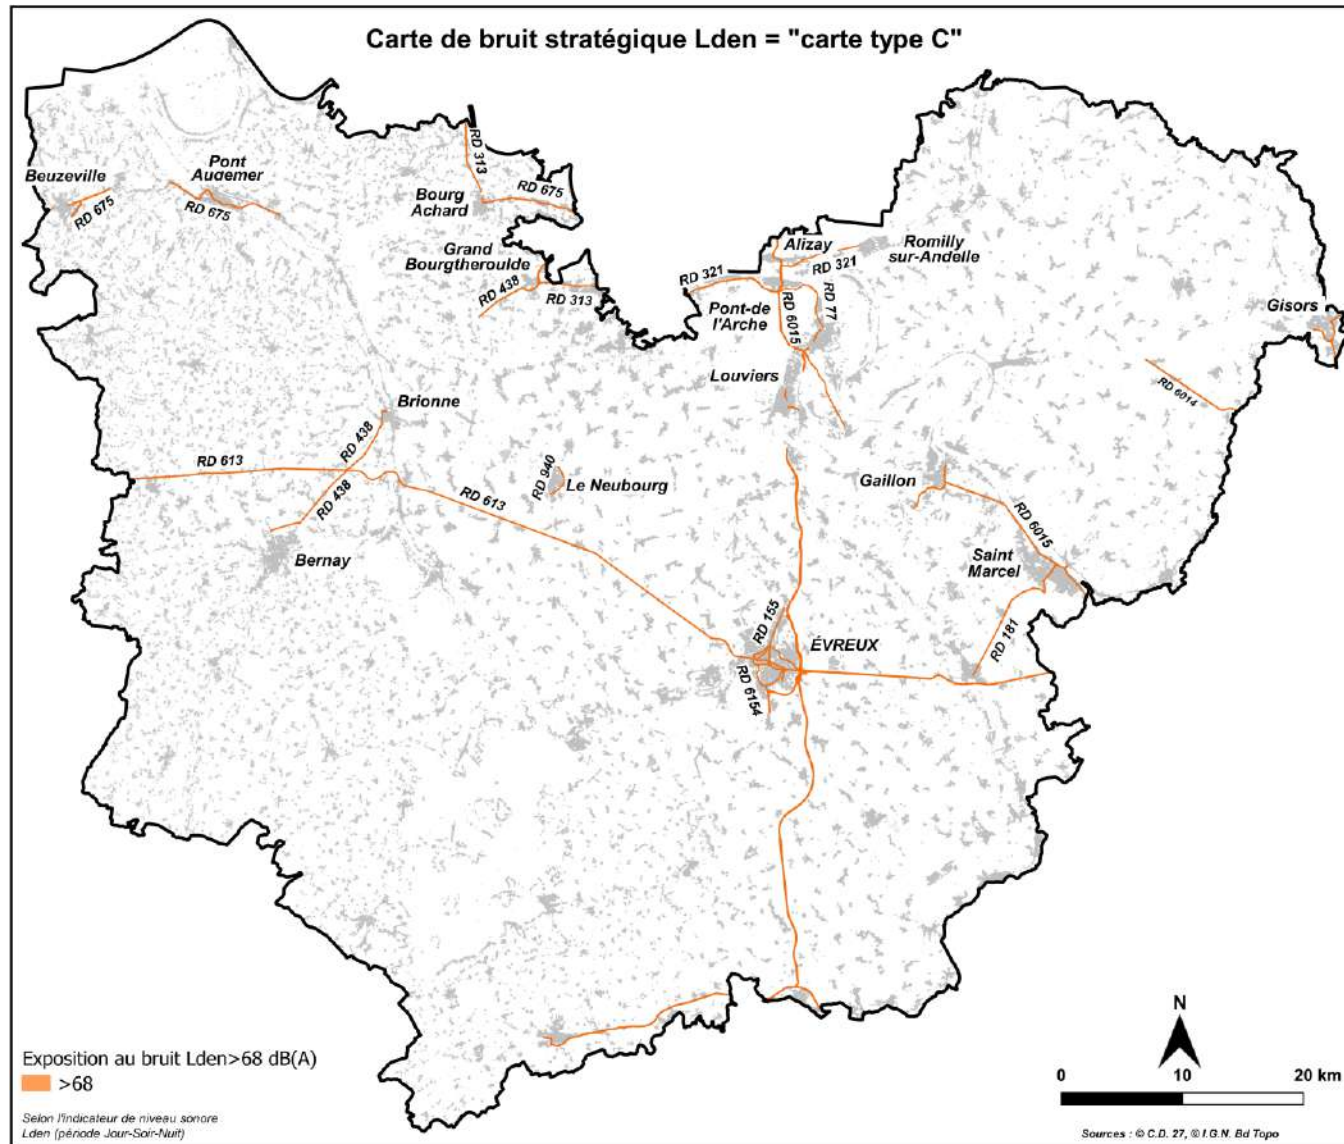 Carte de bruit stratégique Lden = "carte type C"
RD 313
Pont
Audemer
Beuzeville
RD 675
Bourg
Achard
RD 675
RD 675
Grand
Bourgtheroulde
RD 438
RD 313
Alizay
Romilly
sur-Andelle
RD 321
RD 321
RD 77
Pont-de
l'Arche
RD 6015
Gisors
Louviers
RD 6014
Brionne
RD 438
RD 613
RD 940
Le Neubourg
Gaillon
RD 438
RD 613
RD 6015
Bernay
Saint
Marcel
RD 155
ÉVREUX
RD 181
RD 6154
N
Exposition au bruit Lden>68 dB(A)
>68
0 10 20 km
Selon l'indicateur de niveau sonore
Lden (période Jour-Soir-Nuit)
Sources : © C.D. 27, © I.G.N. Bd Topo